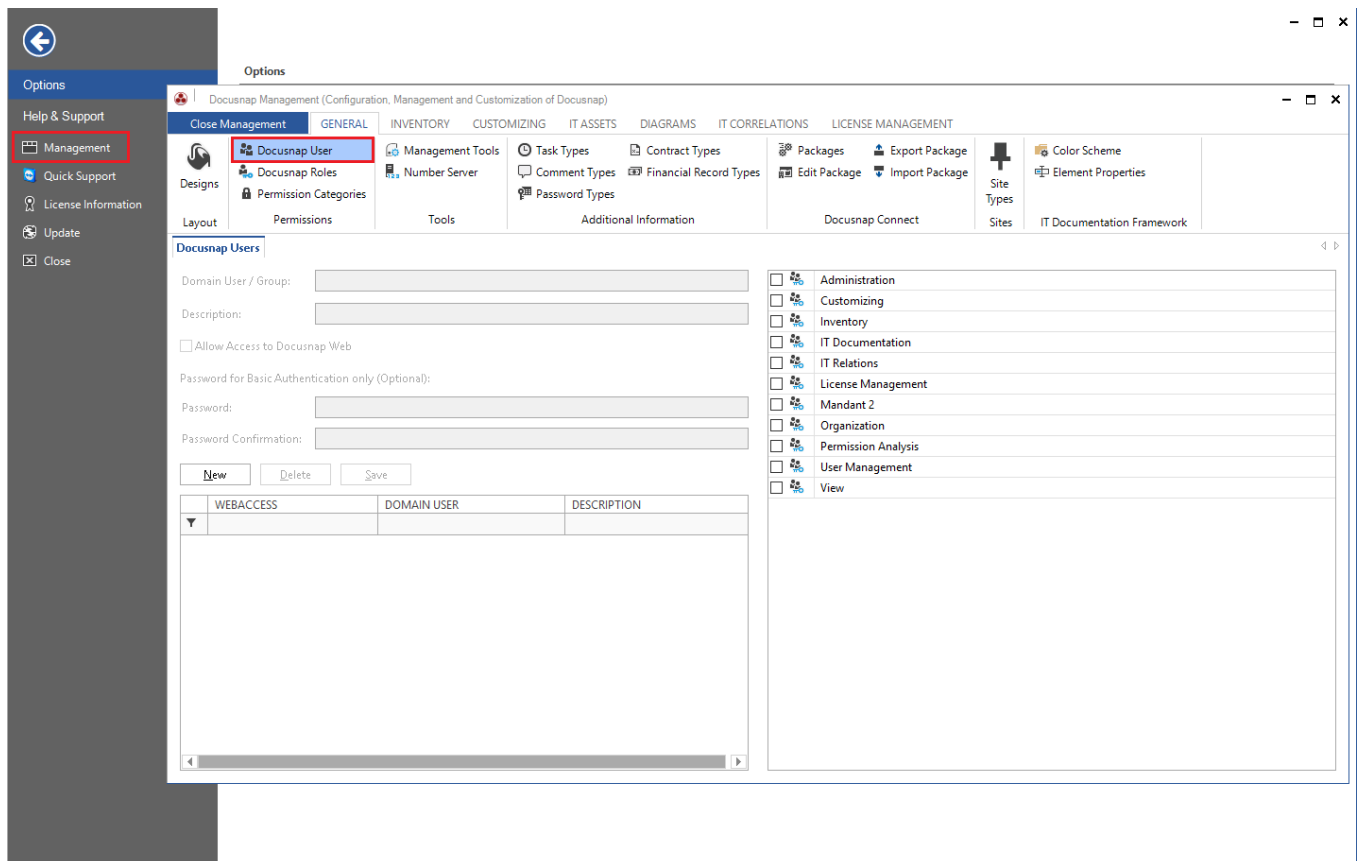 Options
Options
Help & Support
Management
Quick Support
License Information
Update
Close
Docusnap Management (Configuration, Management and Customization of Docusnap)
Close Management GENERAL INVENTORY CUSTOMIZING IT ASSETS DIAGRAMS IT CORRELATIONS LICENSE MANAGEMENT
Designs
Layout
Docusnap User
Docusnap Roles
Permission Categories
Permissions
Management Tools
Number Server
Tools
Task Types Contract Types
Comment Types Financial Record Types
Password Types
Additional Information
Packages Export Package
Edit Package Import Package
Docusnap Connect
Site
Types
Sites
Color Scheme
Element Properties
IT Documentation Framework
Docusnap Users
Domain User / Group:
Description:
Allow Access to Docusnap Web
Password for Basic Authentication only (Optional):
Password:
Password Confirmation:
New Delete Save
WEBACCESS DOMAIN USER DESCRIPTION
Administration
Customizing
Inventory
IT Documentation
IT Relations
License Management
Mandant 2
Organization
Permission Analysis
User Management
View